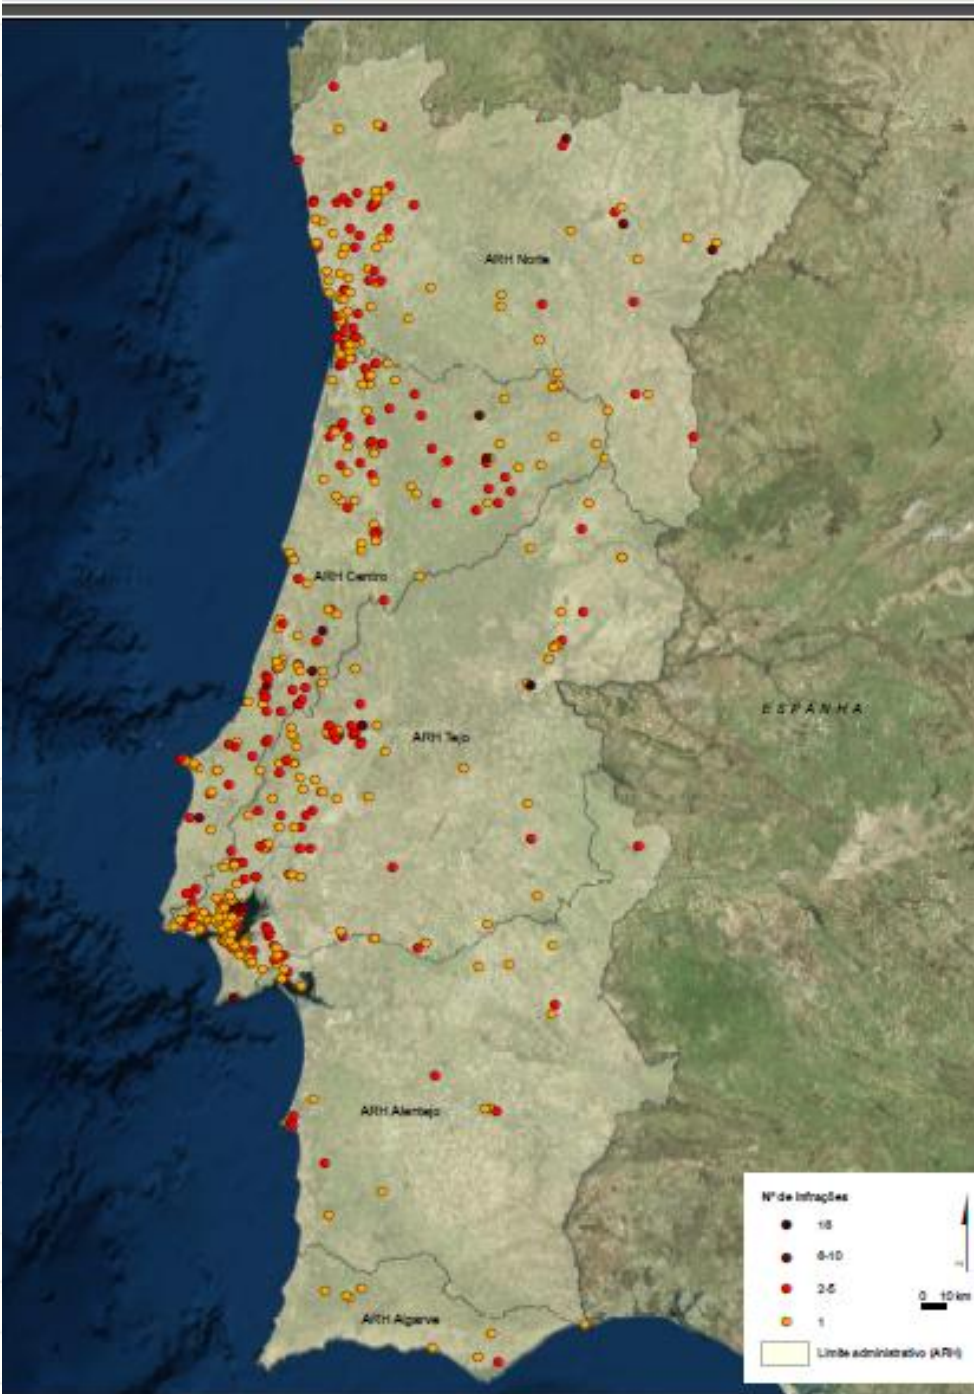 ARH Norte
ARH Centro
ESPANHA
ARH Tejo
ARH Alentejo
ARH Algarve
Nº de Infrações
6-10
2-5
1
0 10 km
Limite administrativo (ARH)